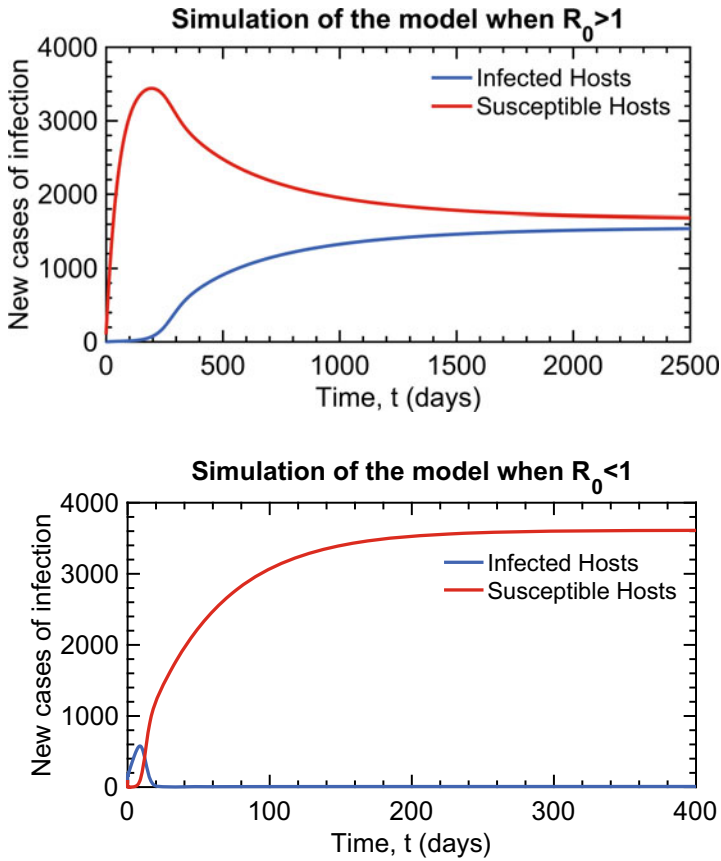 Simulation of the model when R_0>1
4000
3000
2000
1000
0
New cases of infection
Infected Hosts
Susceptible Hosts
0 500 1000 1500 2000 2500
Time, t (days)
Simulation of the model when R_0<1
4000
3000
2000
1000
0
New cases of infection
Infected Hosts
Susceptible Hosts
0 100 200 300 400
Time, t (days)